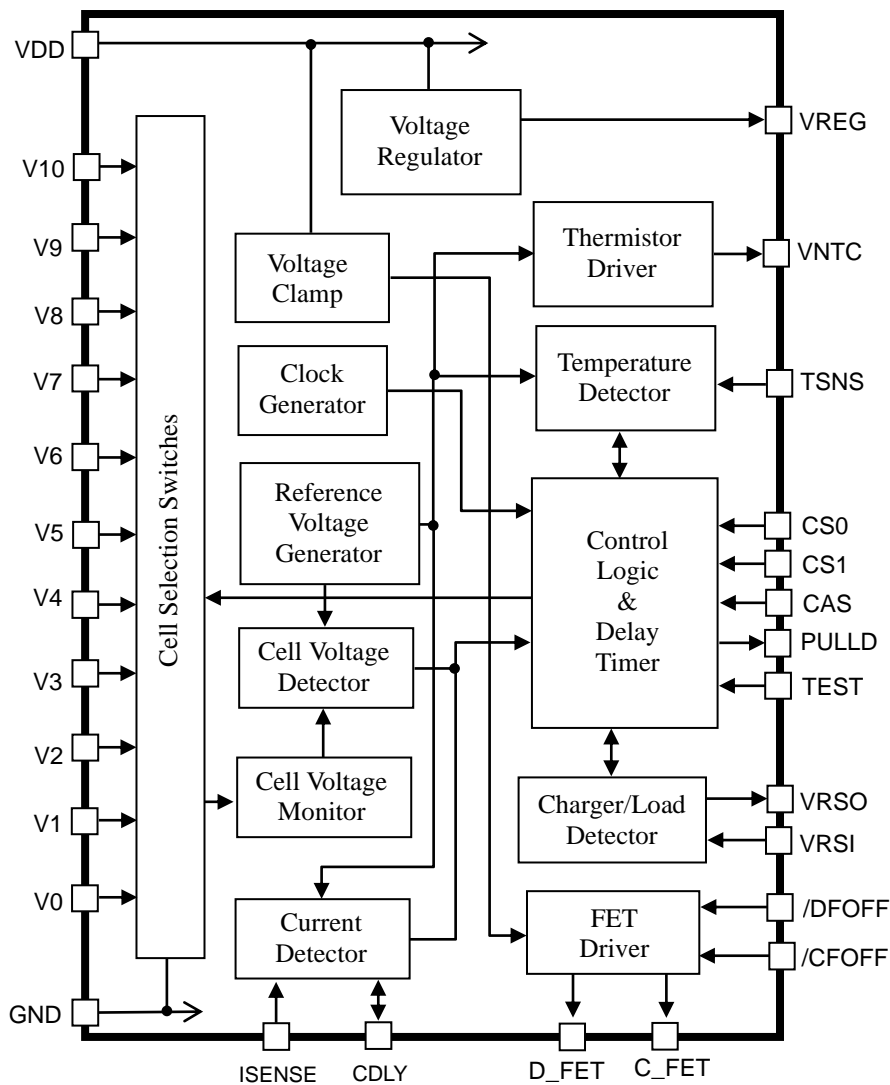 VDD
Voltage
Regulator
VREG
V10
V9
V8
V7
V6
V5
V4
V3
V2
V1
V0
GND
Cell Selection Switches
Voltage
Clamp
Thermistor
Driver
VNTC
Clock
Generator
Temperature
Detector
TSNS
Reference
Voltage
Generator
Control
Logic
&
Delay
Timer
CS0
CS1
CAS
PULLD
TEST
Cell Voltage
Detector
Cell Voltage
Monitor
Charger/Load
Detector
VRSO
VRSI
Current
Detector
FET
Driver
/DFOFF
/CFOFF
ISENSE
CDLY
D_FET
C_FET